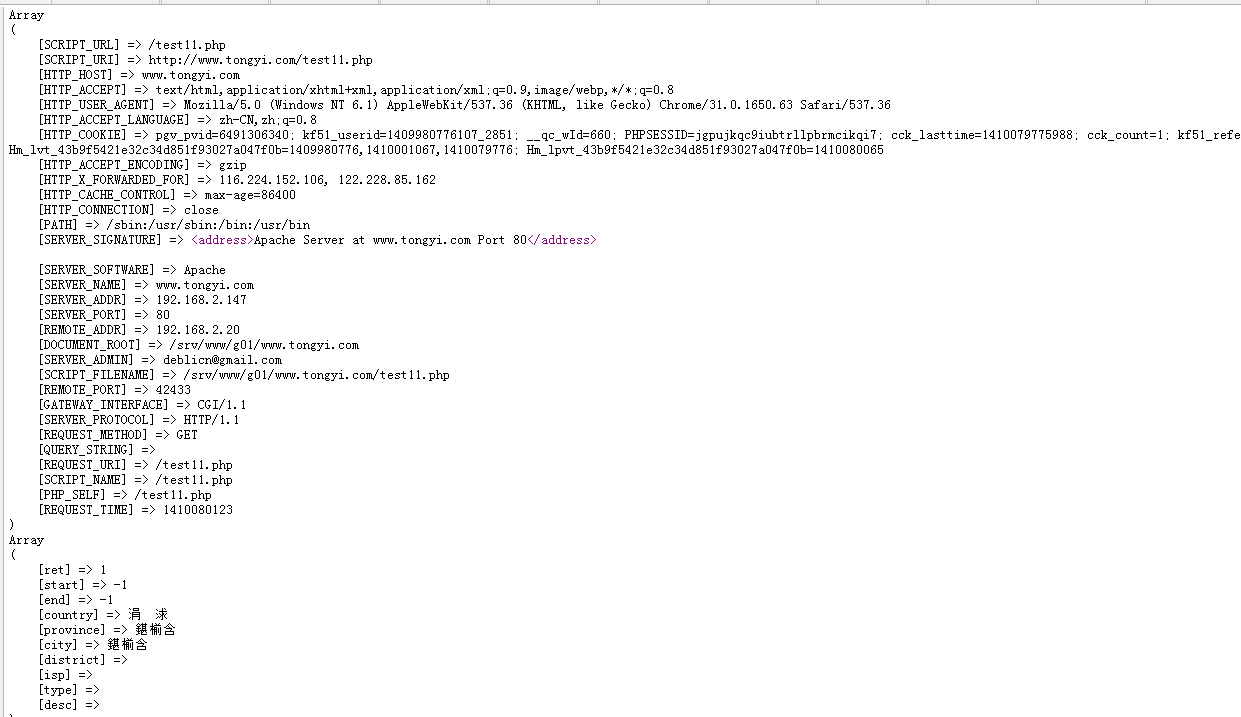 Array
(
[SCRIPT_URL] => /test11.php
[SCRIPT_URI] => http://www.tongyi.com/test11.php
[HTTP_HOST] => www.tongyi.com
[HTTP_ACCEPT] => text/html,application/xhtml+xml,application/xml;q=0.9,image/webp,*/*;q=0.8
[HTTP_USER_AGENT] => Mozilla/5.0 (Windows NT 6.1) AppleWebKit/537.36 (KHTML, like Gecko) Chrome/31.0.1650.63 Safari/537.36
[HTTP_ACCEPT_LANGUAGE] => zh-CN,zh;q=0.8
[HTTP_COOKIE] => pgv_pvid=6491306340; kf51_userid=1409980776107_2851; __qc_wId=660; PHPSESSID=jgpujkqc9iubtrllpbrmcikqi7; cck_lasttime=1410079775988; cck_count=1; kf51_refe
Hm_lvt_43b9f5421e32c34d851f93027a047f0b=1409980776,1410001067,1410079776; Hm_lpvt_43b9f5421e32c34d851f93027a047f0b=1410080065
[HTTP_ACCEPT_ENCODING] => gzip
[HTTP_X_FORWARDED_FOR] => 116.224.152.106, 122.228.85.162
[HTTP_CACHE_CONTROL] => max-age=86400
[HTTP_CONNECTION] => close
[PATH] => /sbin:/usr/sbin:/bin:/usr/bin
[SERVER_SIGNATURE] => <address>Apache Server at www.tongyi.com Port 80</address>
[SERVER_SOFTWARE] => Apache
[SERVER_NAME] => www.tongyi.com
[SERVER_ADDR] => 192.168.2.147
[SERVER_PORT] => 80
[REMOTE_ADDR] => 192.168.2.20
[DOCUMENT_ROOT] => /srv/www/g01/www.tongyi.com
[SERVER_ADMIN] => deblicn@gmail.com
[SCRIPT_FILENAME] => /srv/www/g01/www.tongyi.com/test11.php
[REMOTE_PORT] => 42433
[GATEWAY_INTERFACE] => CGI/1.1
[SERVER_PROTOCOL] => HTTP/1.1
[REQUEST_METHOD] => GET
[QUERY_STRING] =>
[REQUEST_URI] => /test11.php
[SCRIPT_NAME] => /test11.php
[PHP_SELF] => /test11.php
[REQUEST_TIME] => 1410080123
)
Array
(
[ret] => 1
[start] => -1
[end] => -1
[country] => 涓 浗
[province] => 鍖椾含
[city] => 鍖椾含
[district] =>
[isp] =>
[type] =>
[desc] =>